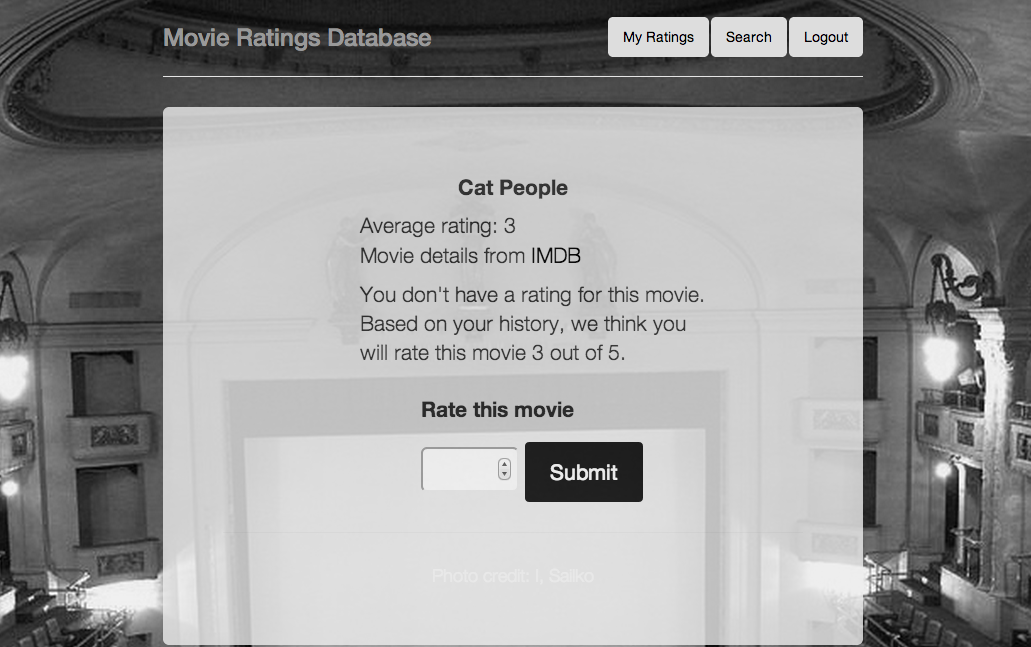 Movie Ratings Database
My Ratings
Search
Logout
Cat People
Average rating: 3
Movie details from IMDB
You don't have a rating for this movie.
Based on your history, we think you
will rate this movie 3 out of 5.
Rate this movie
Submit
Photo credit: I, Sailko